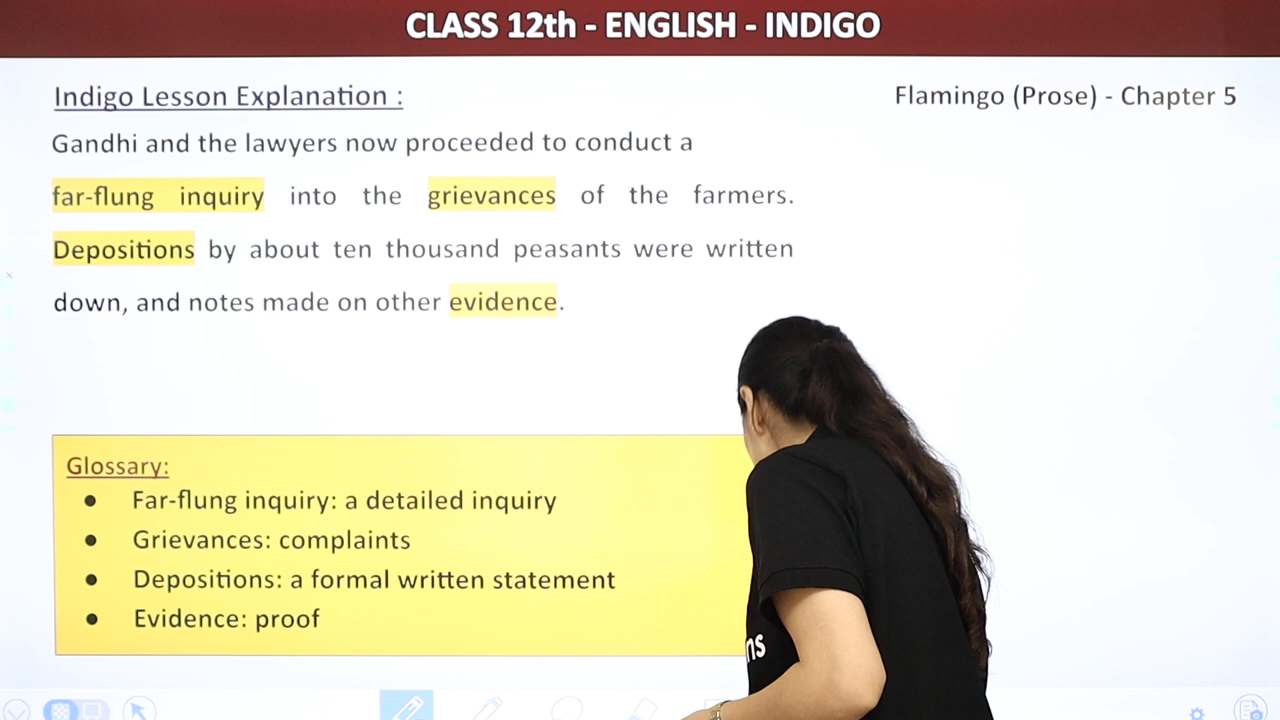 CLASS 12th - ENGLISH - INDIGO
Indigo Lesson Explanation :
Flamingo (Prose) - Chapter 5
Gandhi and the lawyers now proceeded to conduct a
far-flung inquiry into the grievances of the farmers.
Depositions by about ten thousand peasants were written
down, and notes made on other evidence.
Glossary:
● Far-flung inquiry: a detailed inquiry
● Grievances: complaints
● Depositions: a formal written statement
● Evidence: proof